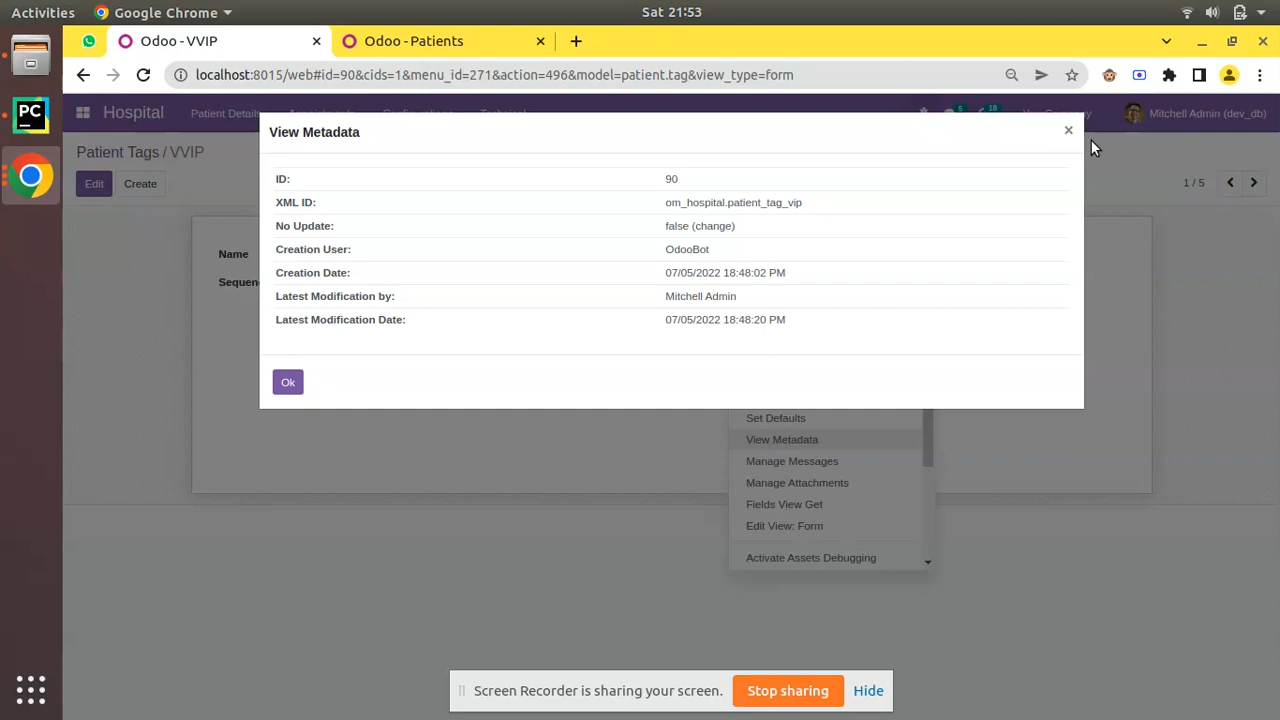 Activities Google Chrome Sat 21:53
Odoo - VVIP Odoo - Patients
localhost:8015/web#id=90&cids=1&menu_id=271&action=496&model=patient.tag&view_type=form
Hospital Patient Details 5 18 Mitchell Admin (dev_db)
View Metadata ×
Patient Tags / VVIP
Edit Create 1 / 5
ID: 90
XML ID: om_hospital.patient_tag_vip
No Update: false (change)
Name
Creation User: OdooBot
Creation Date: 07/05/2022 18:48:02 PM
Latest Modification by: Mitchell Admin
Latest Modification Date: 07/05/2022 18:48:20 PM
Ok
Set Defaults
View Metadata
Manage Messages
Manage Attachments
Fields View Get
Edit View: Form
Activate Assets Debugging
Screen Recorder is sharing your screen. Stop sharing Hide